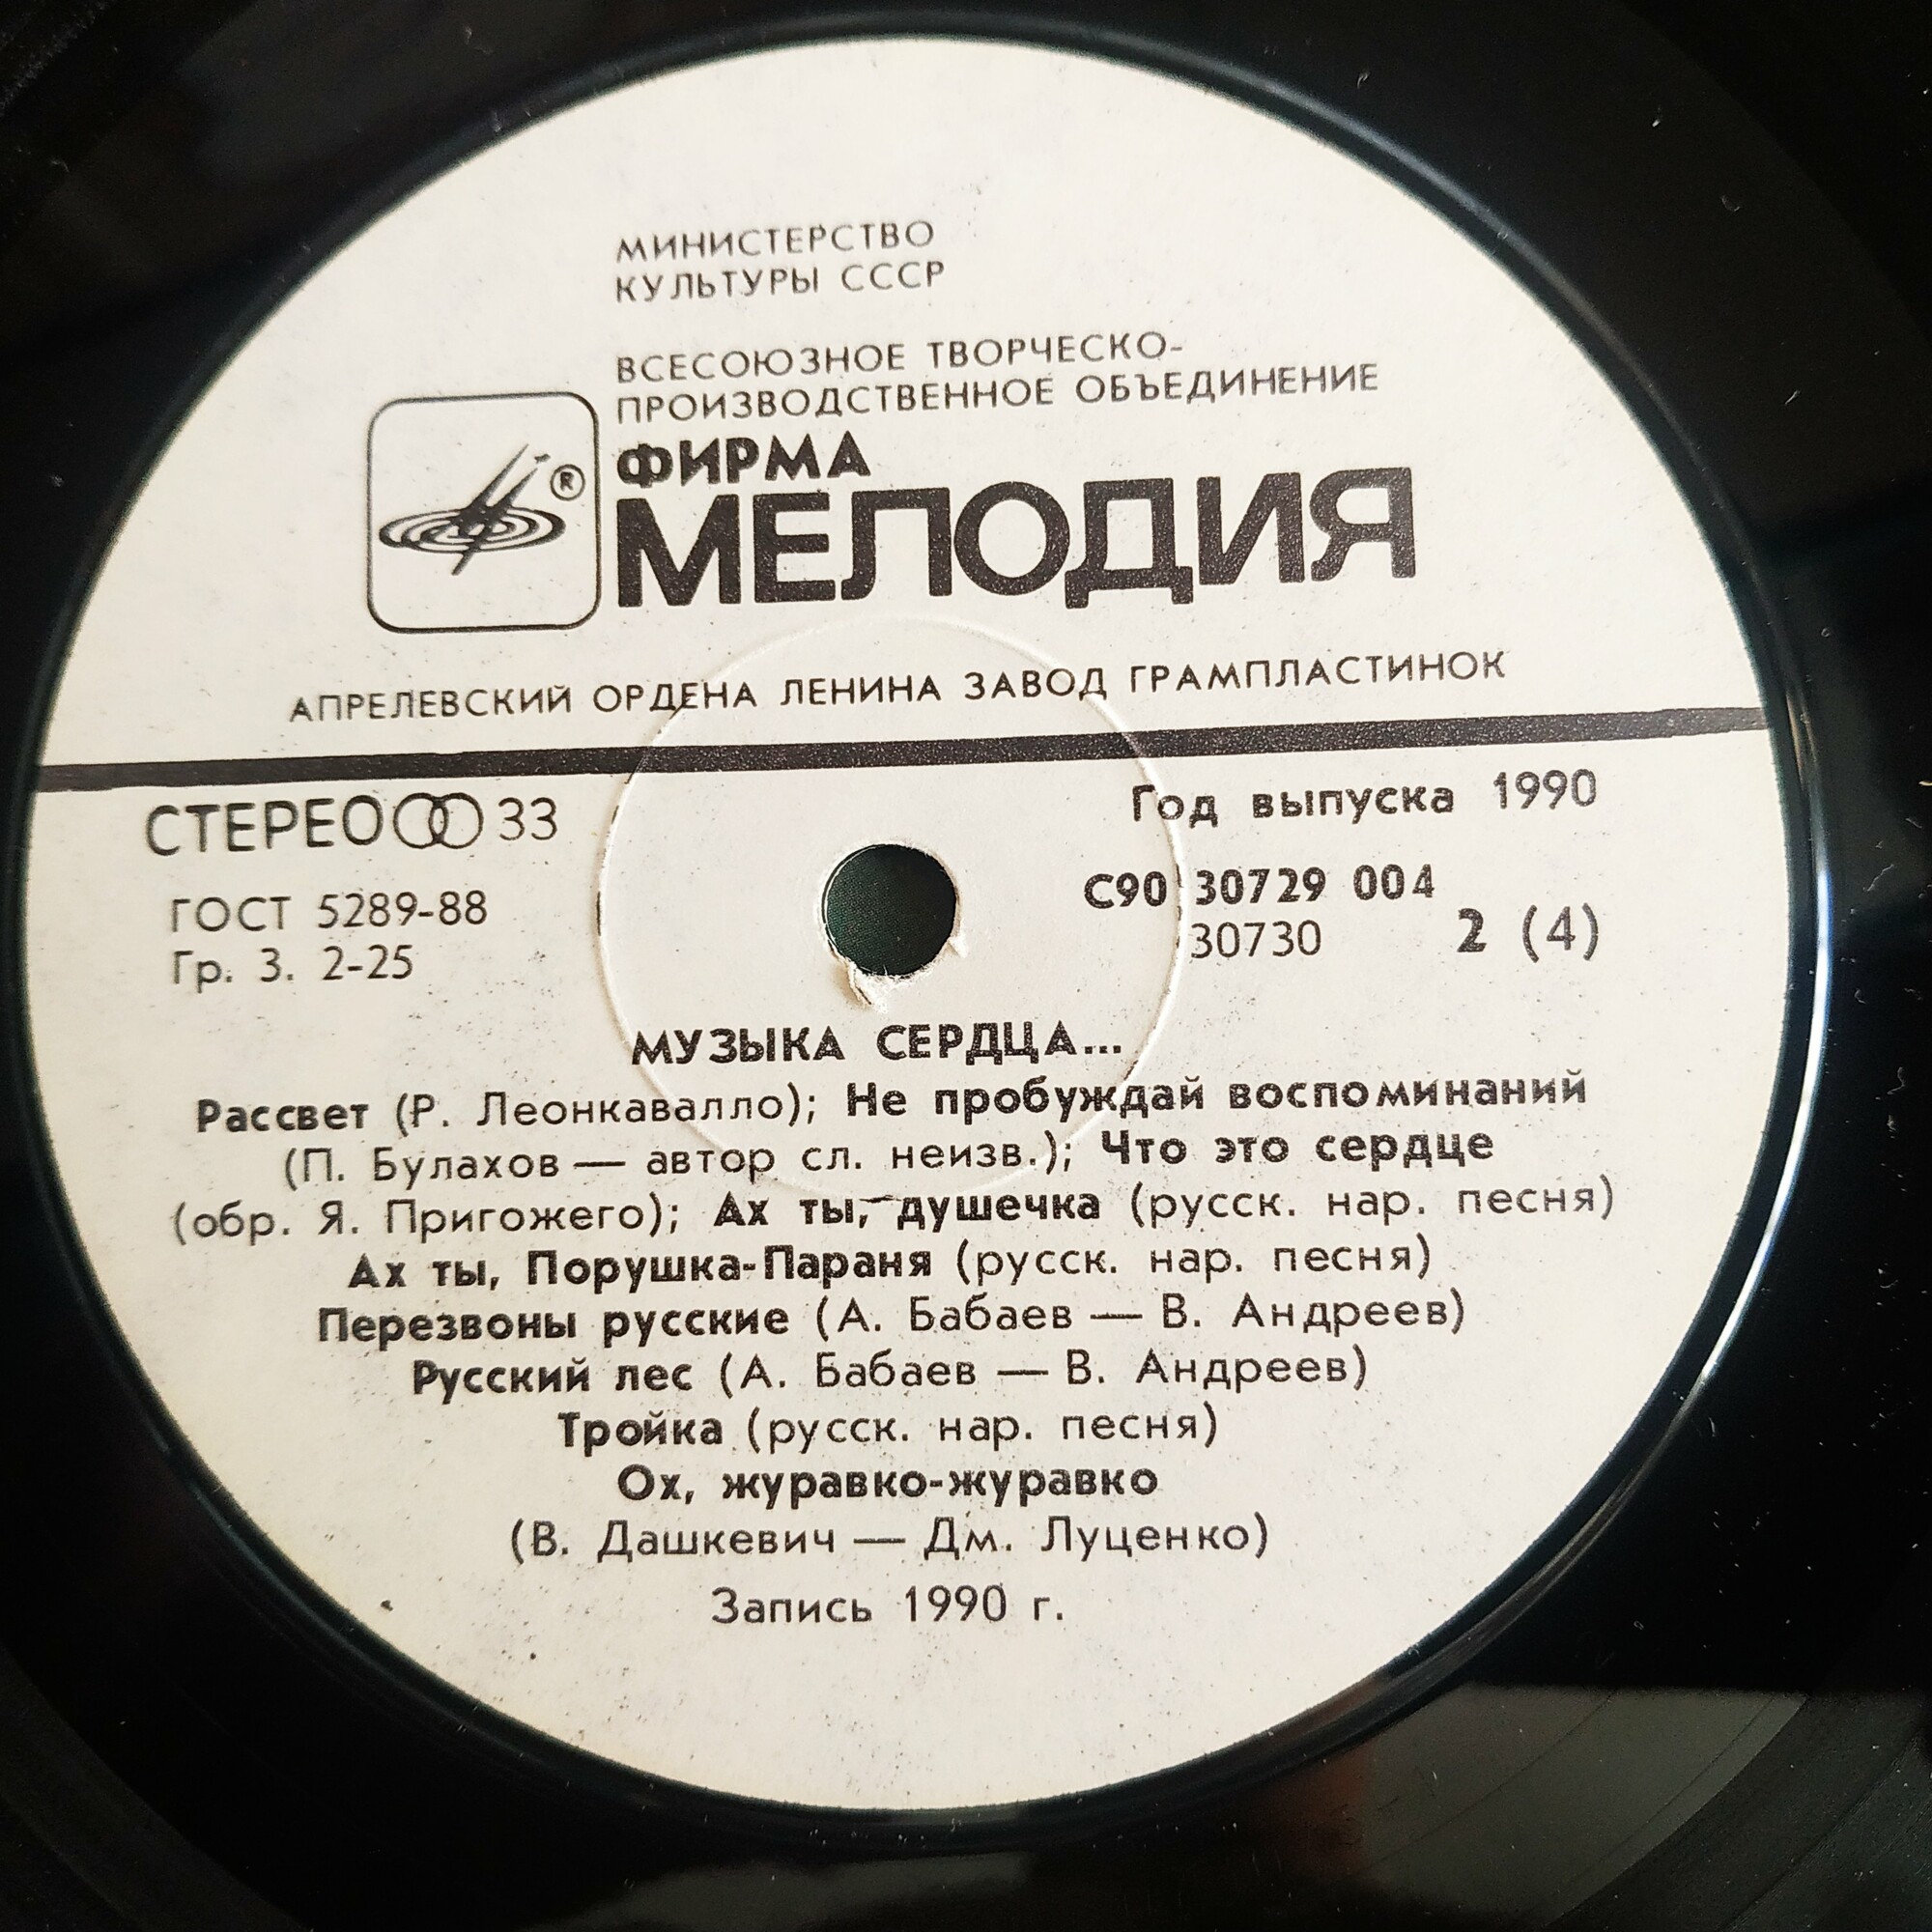 МИНИСТЕРСТВО
КУЛЬТУРЫ СССР
ВСЕСОЮЗНОЕ ТВОРЧЕСКО-
ПРОИЗВОДСТВЕННОЕ ОБЪЕДИНЕНИЕ
®
ФИРМА
МЕЛОДИЯ
АПРЕЛЕВСКИЙ ОРДЕНА ЛЕНИНА ЗАВОД ГРАМПЛАСТИНОК
СТЕРЕО 33
Год выпуска 1990
ГОСТ 5289-88
Гр. 3. 2-25
С90 30729 004
30730 2 (4)
МУЗЫКА СЕРДЦА...
Рассвет (Р. Леонкавалло); Не пробуждай воспоминаний
(П. Булахов — автор сл. неизв.); Что это сердце
(обр. Я. Пригожего); Ах ты, душечка (русск. нар. песня)
Ах ты, Порушка-Параня (русск. нар. песня)
Перезвоны русские (А. Бабаев — В. Андреев)
Русский лес (А. Бабаев — В. Андреев)
Тройка (русск. нар. песня)
Ох, журавко-журавко
(В. Дашкевич — Дм. Луценко)
Запись 1990 г.